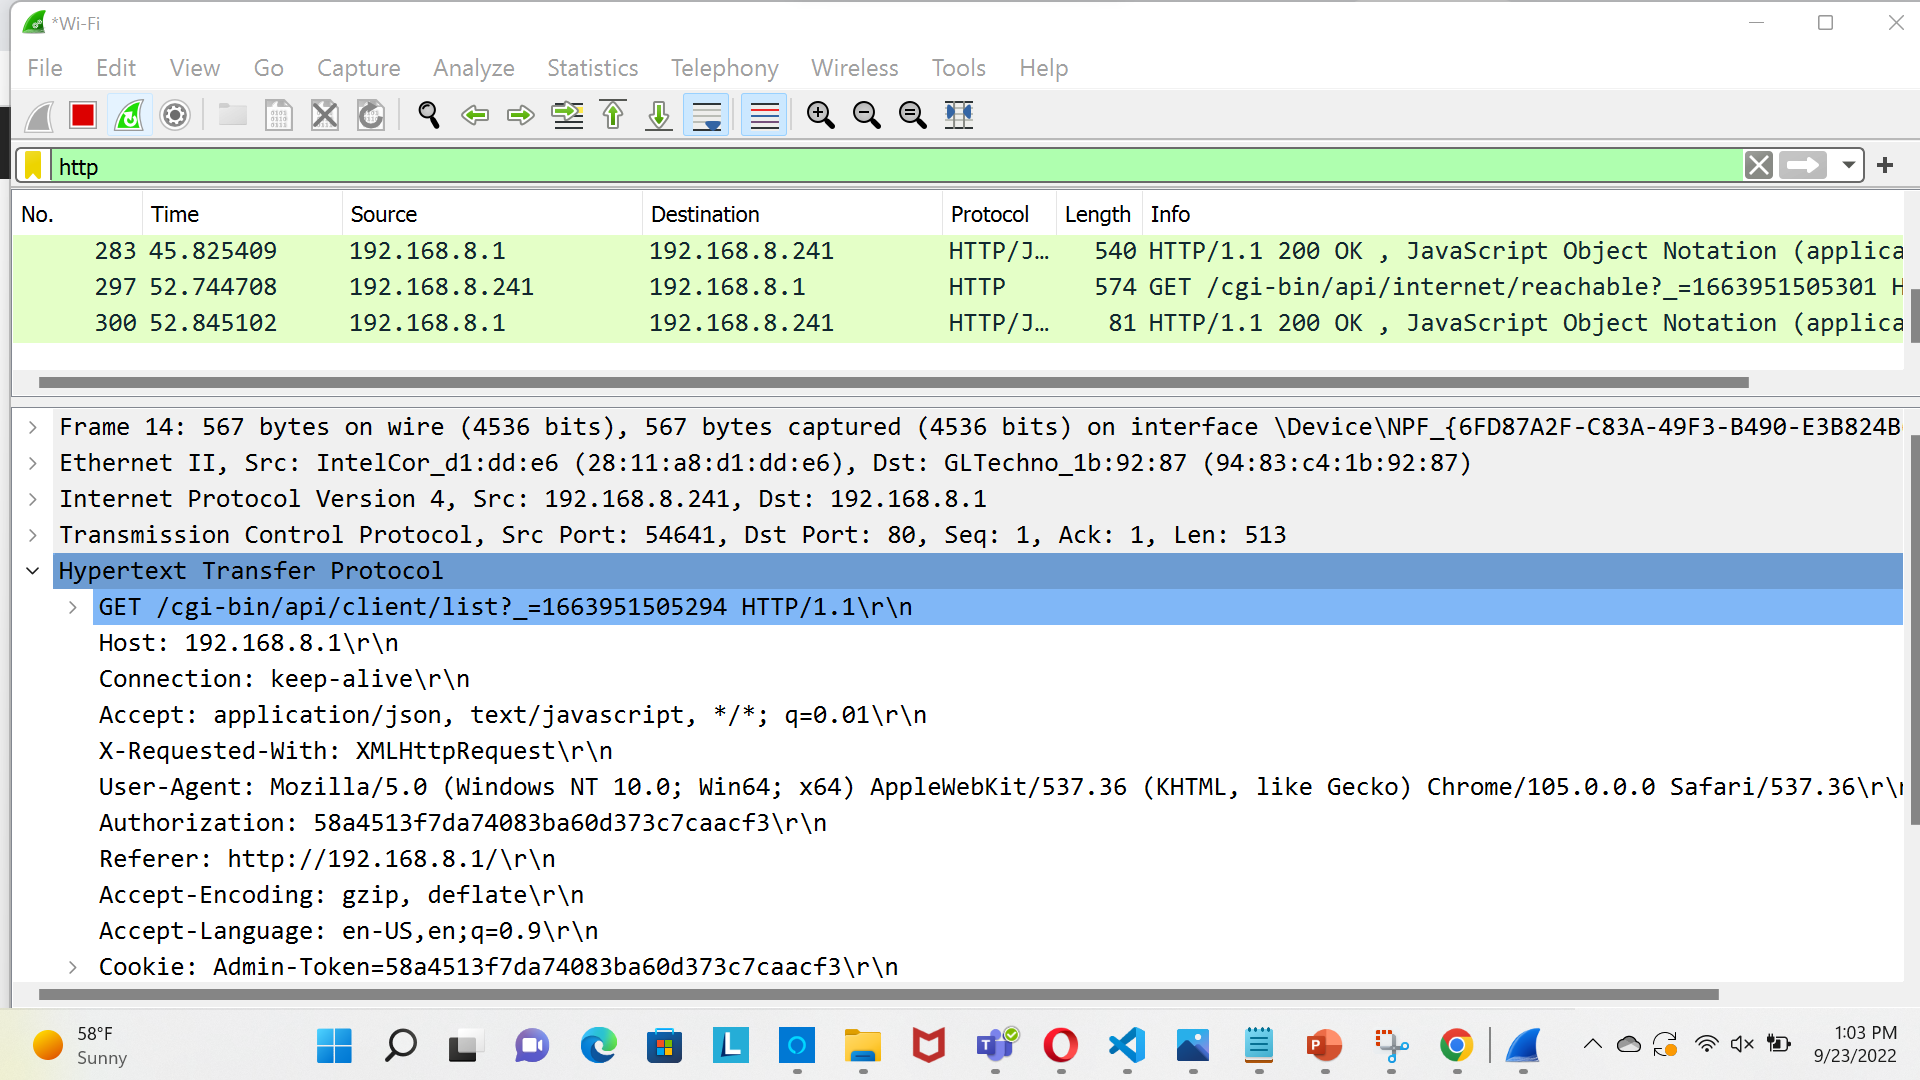 *Wi-Fi
File Edit View Go Capture Analyze Statistics Telephony Wireless Tools Help
http
No. Time Source Destination Protocol Length Info
283 45.825409 192.168.8.1 192.168.8.241 HTTP/J… 540 HTTP/1.1 200 OK , JavaScript Object Notation (applica
297 52.744708 192.168.8.241 192.168.8.1 HTTP 574 GET /cgi-bin/api/internet/reachable?_=1663951505301 H
300 52.845102 192.168.8.1 192.168.8.241 HTTP/J… 81 HTTP/1.1 200 OK , JavaScript Object Notation (applica
Frame 14: 567 bytes on wire (4536 bits), 567 bytes captured (4536 bits) on interface \Device\NPF_{6FD87A2F-C83A-49F3-B490-E3B824B
Ethernet II, Src: IntelCor_d1:dd:e6 (28:11:a8:d1:dd:e6), Dst: GLTechno_1b:92:87 (94:83:c4:1b:92:87)
Internet Protocol Version 4, Src: 192.168.8.241, Dst: 192.168.8.1
Transmission Control Protocol, Src Port: 54641, Dst Port: 80, Seq: 1, Ack: 1, Len: 513
Hypertext Transfer Protocol
GET /cgi-bin/api/client/list?_=1663951505294 HTTP/1.1\r\n
Host: 192.168.8.1\r\n
Connection: keep-alive\r\n
Accept: application/json, text/javascript, */*; q=0.01\r\n
X-Requested-With: XMLHttpRequest\r\n
User-Agent: Mozilla/5.0 (Windows NT 10.0; Win64; x64) AppleWebKit/537.36 (KHTML, like Gecko) Chrome/105.0.0.0 Safari/537.36\r\n
Authorization: 58a4513f7da74083ba60d373c7caacf3\r\n
Referer: http://192.168.8.1/\r\n
Accept-Encoding: gzip, deflate\r\n
Accept-Language: en-US,en;q=0.9\r\n
Cookie: Admin-Token=58a4513f7da74083ba60d373c7caacf3\r\n
58°F
Sunny
1:03 PM
9/23/2022